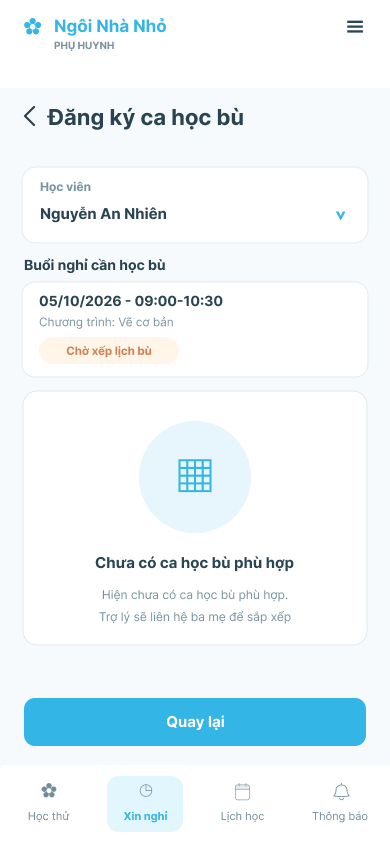 Ngôi Nhà Nhỏ
PHỤ HUYNH
Đăng ký ca học bù
Học viên
Nguyễn An Nhiên
Buổi nghỉ cần học bù
05/10/2026 - 09:00-10:30
Chương trình: Vẽ cơ bản
Chờ xếp lịch bù
Chưa có ca học bù phù hợp
Hiện chưa có ca học bù phù hợp.
Trợ lý sẽ liên hệ ba mẹ để sắp xếp
Quay lại
Học thử
Xin nghỉ
Lịch học
Thông báo